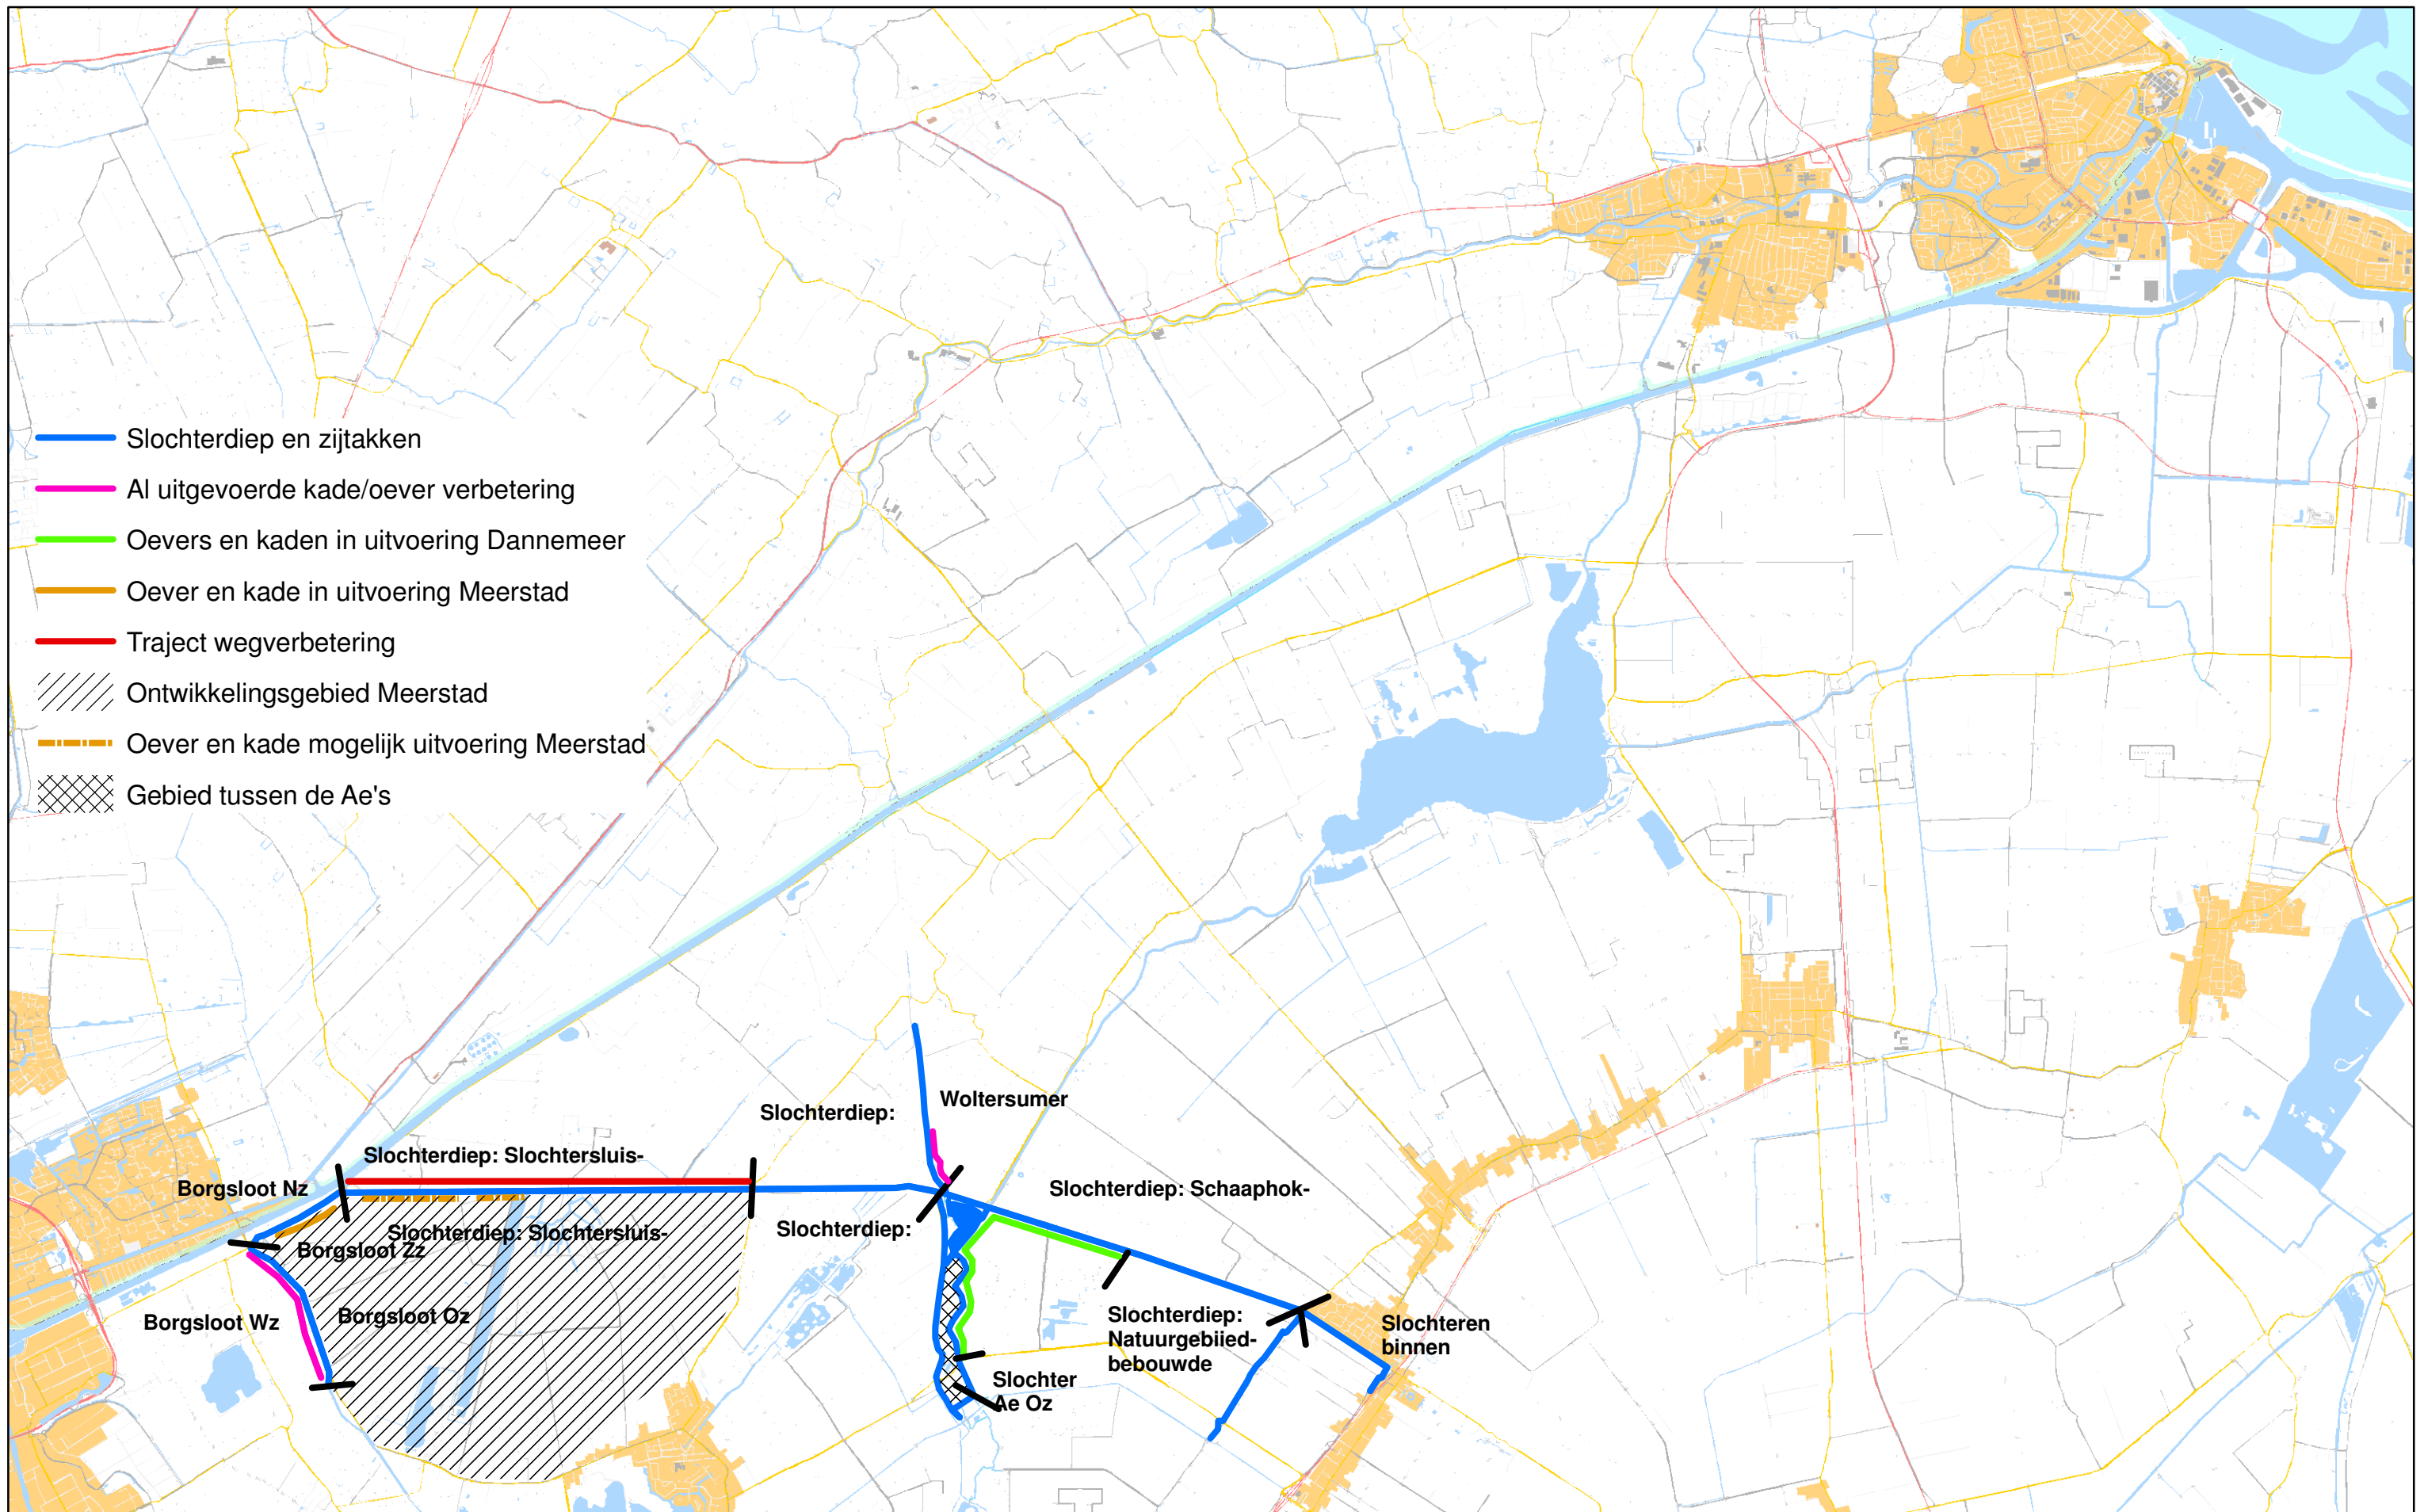 Slochterdiep en zijtakken
Al uitgevoerde kade/oever verbetering
Oevers en kaden in uitvoering Dannemeer
Oever en kade in uitvoering Meerstad
Traject wegverbetering
Ontwikkelingsgebied Meerstad
Oever en kade mogelijk uitvoering Meerstad
Gebied tussen de Ae's
Woltersumer
Slochterdiep:
Slochterdiep: Slochtersluis-
Borgsloot Nz
Slochterdiep: Schaaphok-
Slochterdiep:
Slochterdiep: Slochtersluis-
Borgsloot Zz
Borgsloot Oz
Borgsloot Wz
Slochterdiep:
Natuurgebiied-
bebouwde
Slochteren
binnen
Slochter
Ae Oz